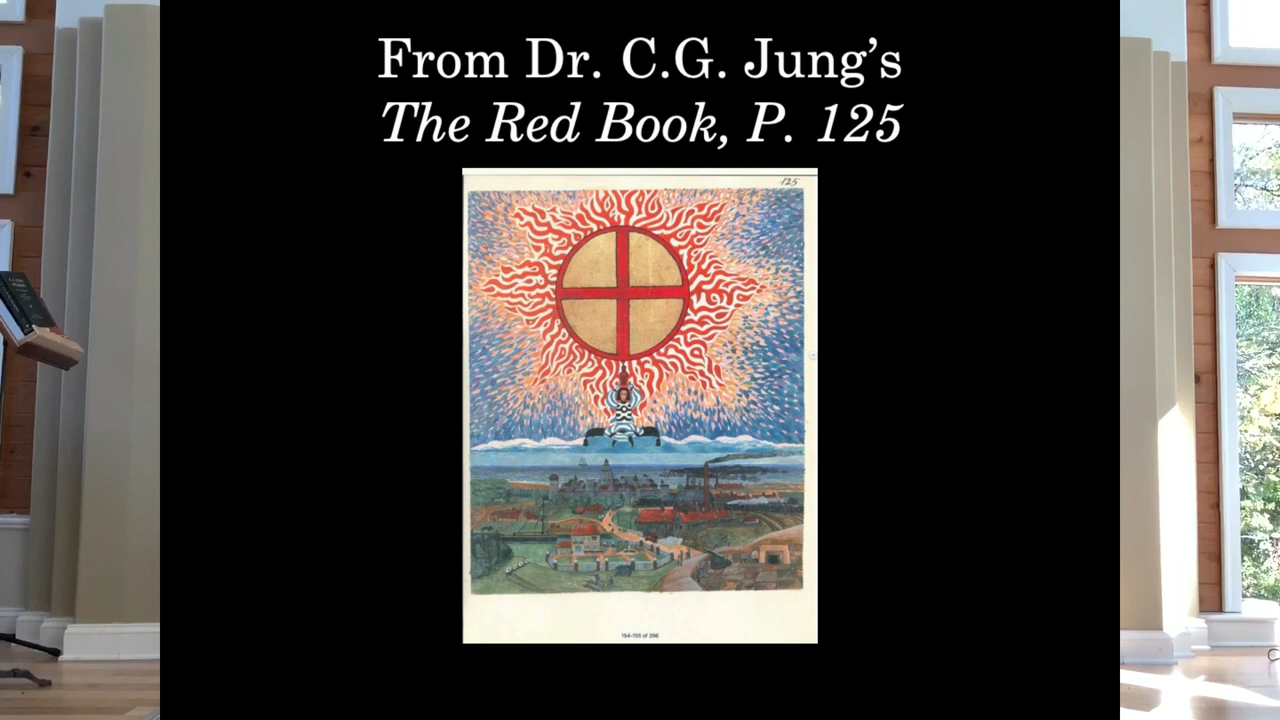 From Dr. C.G. Jung’s
The Red Book, P. 125
125
154-155 of 396